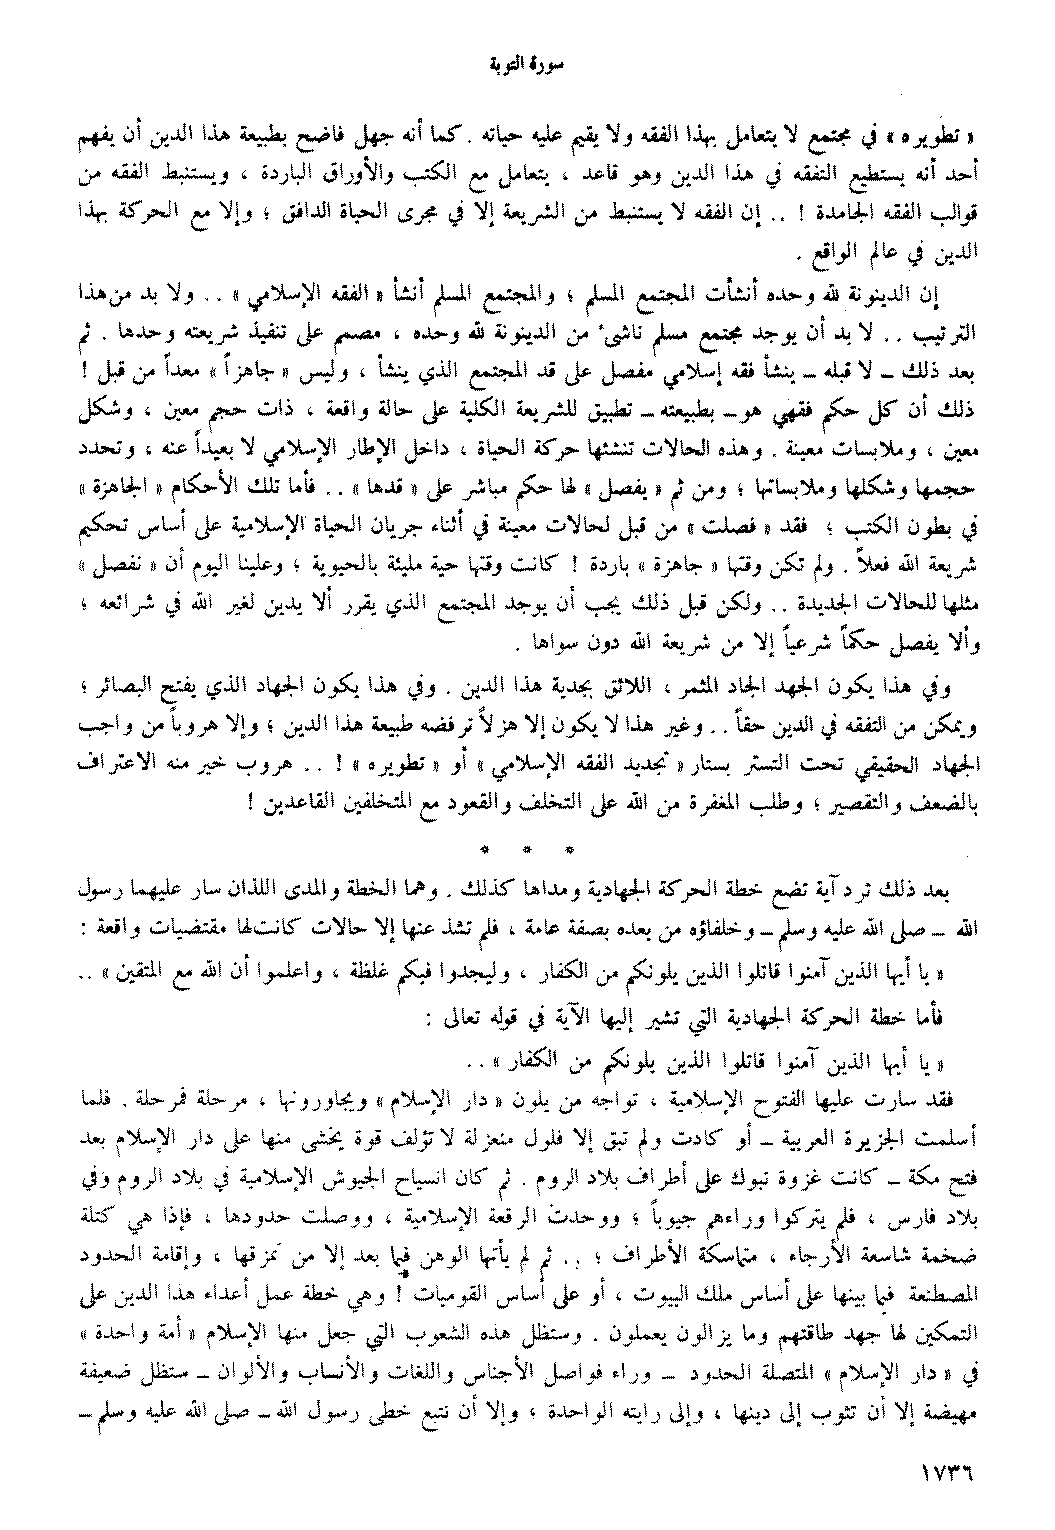 سورة التوبة
« تطويره » في مجتمع لا يتعامل بهذا الفقه ولا يقيم عليه حياته . كما أنه جهل فاضح بطبيعة هذا الدين أن يفهم
أحد أنه يستطيع التفقه في هذا الدين وهو قاعد ، يتعامل مع الكتب والأوراق الباردة ، ويستنبط الفقه من
قوالب الفقه الجامدة ! .. إن الفقه لا يستنبط من الشريعة إلا في مجرى الحياة الدافق ؛ وإلا مع الحركة بهذا
الدين في عالم الواقع .
إن الدينونة لله وحده أنشأت المجتمع المسلم ؛ والمجتمع المسلم أنشأ « الفقه الإسلامي » .. ولا بد من هذا
الترتيب .. لا بد أن يوجد مجتمع مسلم ناشئ من الدينونة لله وحده ، مصمم على تنفيذ شريعته وحدها . ثم
بعد ذلك ــ لا قبله ــ ينشأ فقه إسلامي مفصل على قد المجتمع الذي ينشأ ، وليس « جاهزاً » معداً من قبل !
ذلك أن كل حكم فقهي هو ــ بطبيعته ــ تطبيق للشريعة الكلية على حالة واقعة ، ذات حجم معين ، وشكل
معين ، وملابسات معينة . وهذه الحالات تنشئها حركة الحياة ، داخل الإطار الإسلامي لا بعيداً عنه ، وتحدد
حجمها وشكلها وملابساتها ؛ ومن ثم « يفصل » لها حكم مباشر على « قدها » .. فأما تلك الأحكام « الجاهزة »
في بطون الكتب ؛ فقد « فصلت » من قبل لحالات معينة في أثناء جريان الحياة الإسلامية على أساس تحكيم
شريعة الله فعلاً . ولم تكن وقتها « جاهزة » باردة ! كانت وقتها حية مليئة بالحيوية ؛ وعلينا اليوم أن « نفصل »
مثلها للحالات الجديدة .. ولكن قبل ذلك يجب أن يوجد المجتمع الذي يقرر ألا يدين لغير الله في شرائعه ؛
وألا يفصل حكماً شرعياً إلا من شريعة الله دون سواها .
وفي هذا يكون الجهد الجاد المثمر ، اللائق بجدية هذا الدين . وفي هذا يكون الجهاد الذي يفتح البصائر ؛
ويمكن من التفقه في الدين حقاً .. وغير هذا لا يكون إلا هزلاً ترفضه طبيعة هذا الدين ؛ وإلا هروباً من واجب
الجهاد الحقيقي تحت التستر بستار « تجديد الفقه الإسلامي » أو « تطويره » ! .. هروب خير منه الاعتراف
بالضعف والتقصير ؛ وطلب المغفرة من الله على التخلف والقعود مع المتخلفين القاعدين !
* * *
بعد ذلك ترد آية تضع خطة الحركة الجهادية ومداها كذلك . وهما الخطة والمدى اللذان سار عليهما رسول
الله ــ صلى الله عليه وسلم ــ وخلفاؤه من بعده بصفة عامة ، فلم تشذ عنها إلا حالات كانت لها مقتضيات واقعة :
« يا أيها الذين آمنوا قاتلوا الذين يلونكم من الكفار ، وليجدوا فيكم غلظة ، واعلموا أن الله مع المتقين » ..
فأما خطة الحركة الجهادية التي تشير إليها الآية في قوله تعالى :
« يا أيها الذين آمنوا قاتلوا الذين يلونكم من الكفار » ..
فقد سارت عليها الفتوح الإسلامية ، تواجه من يلون « دار الإسلام » ويجاورونها ، مرحلة فمرحلة . فلما
أسلمت الجزيرة العربية ــ أو كادت ولم تبق إلا فلول منعزلة لا تؤلف قوة يخشى منها على دار الإسلام بعد
فتح مكة ــ كانت غزوة تبوك على أطراف بلاد الروم . ثم كان انسياح الجيوش الإسلامية في بلاد الروم وفي
بلاد فارس ، فلم يتركوا وراءهم جيوباً ؛ ووحدت الرقعة الإسلامية ، ووصلت حدودها ، فإذا هي كتلة
ضخمة شاسعة الأرجاء ، متماسكة الأطراف ؛ .. ثم لم يأتها الوهن فيما بعد إلا من تمزقها ، وإقامة الحدود
المصطنعة فيما بينها على أساس ملك البيوت ، أو على أساس القوميات ! وهي خطة عمل أعداء هذا الدين على
التمكين لها جهد طاقتهم وما يزالون يعملون . وستظل هذه الشعوب التي جعل منها الإسلام « أمة واحدة »
في « دار الإسلام » المتصلة الحدود ــ وراء فواصل الأجناس واللغات والأنساب والألوان ــ ستظل ضعيفة
مهيضة إلا أن تثوب إلى دينها ، وإلى رايته الواحدة ؛ وإلا أن تتبع خطى رسول الله ــ صلى الله عليه وسلم ــ
١٧٣٦